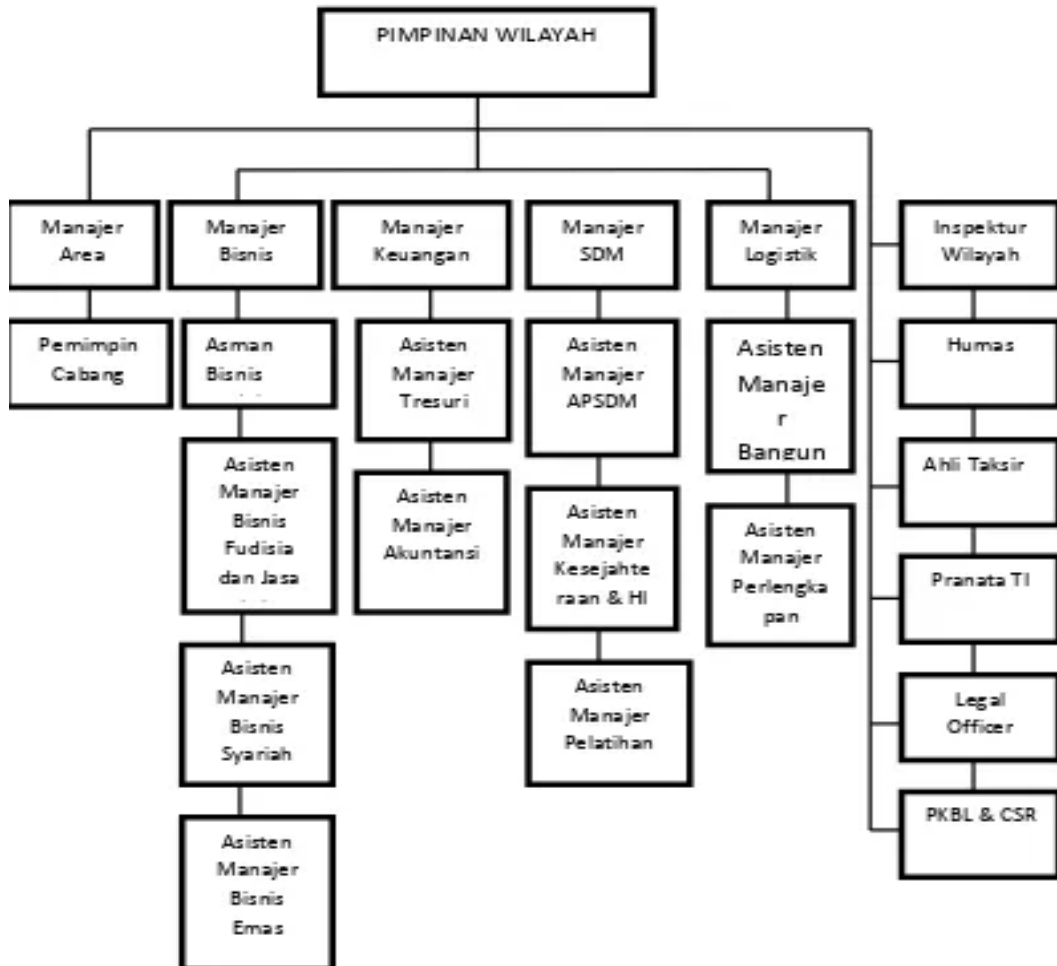 PIMPINAN WILAYAH
Manajer
Area
Manajer
Bisnis
Manajer
Keuangan
Manajer
SDM
Manajer
Logistik
Inspektur
Wilayah
Pemimpin
Cabang
Asman
Bisnis
Asisten
Manajer
Tresuri
Asisten
Manajer
APSDM
Asisten
Manaje
r
Bangun
Humas
Asisten
Manajer
Bisnis
Fudisia
dan Jasa
Asisten
Manajer
Akuntansi
Asisten
Manajer
Kesejahte
raan & HI
Asisten
Manajer
Perlengka
pan
Ahli Taksir
Pranata TI
Asisten
Manajer
Bisnis
Syariah
Asisten
Manajer
Pelatihan
Legal
Officer
PKBL & CSR
Asisten
Manajer
Bisnis
Emas